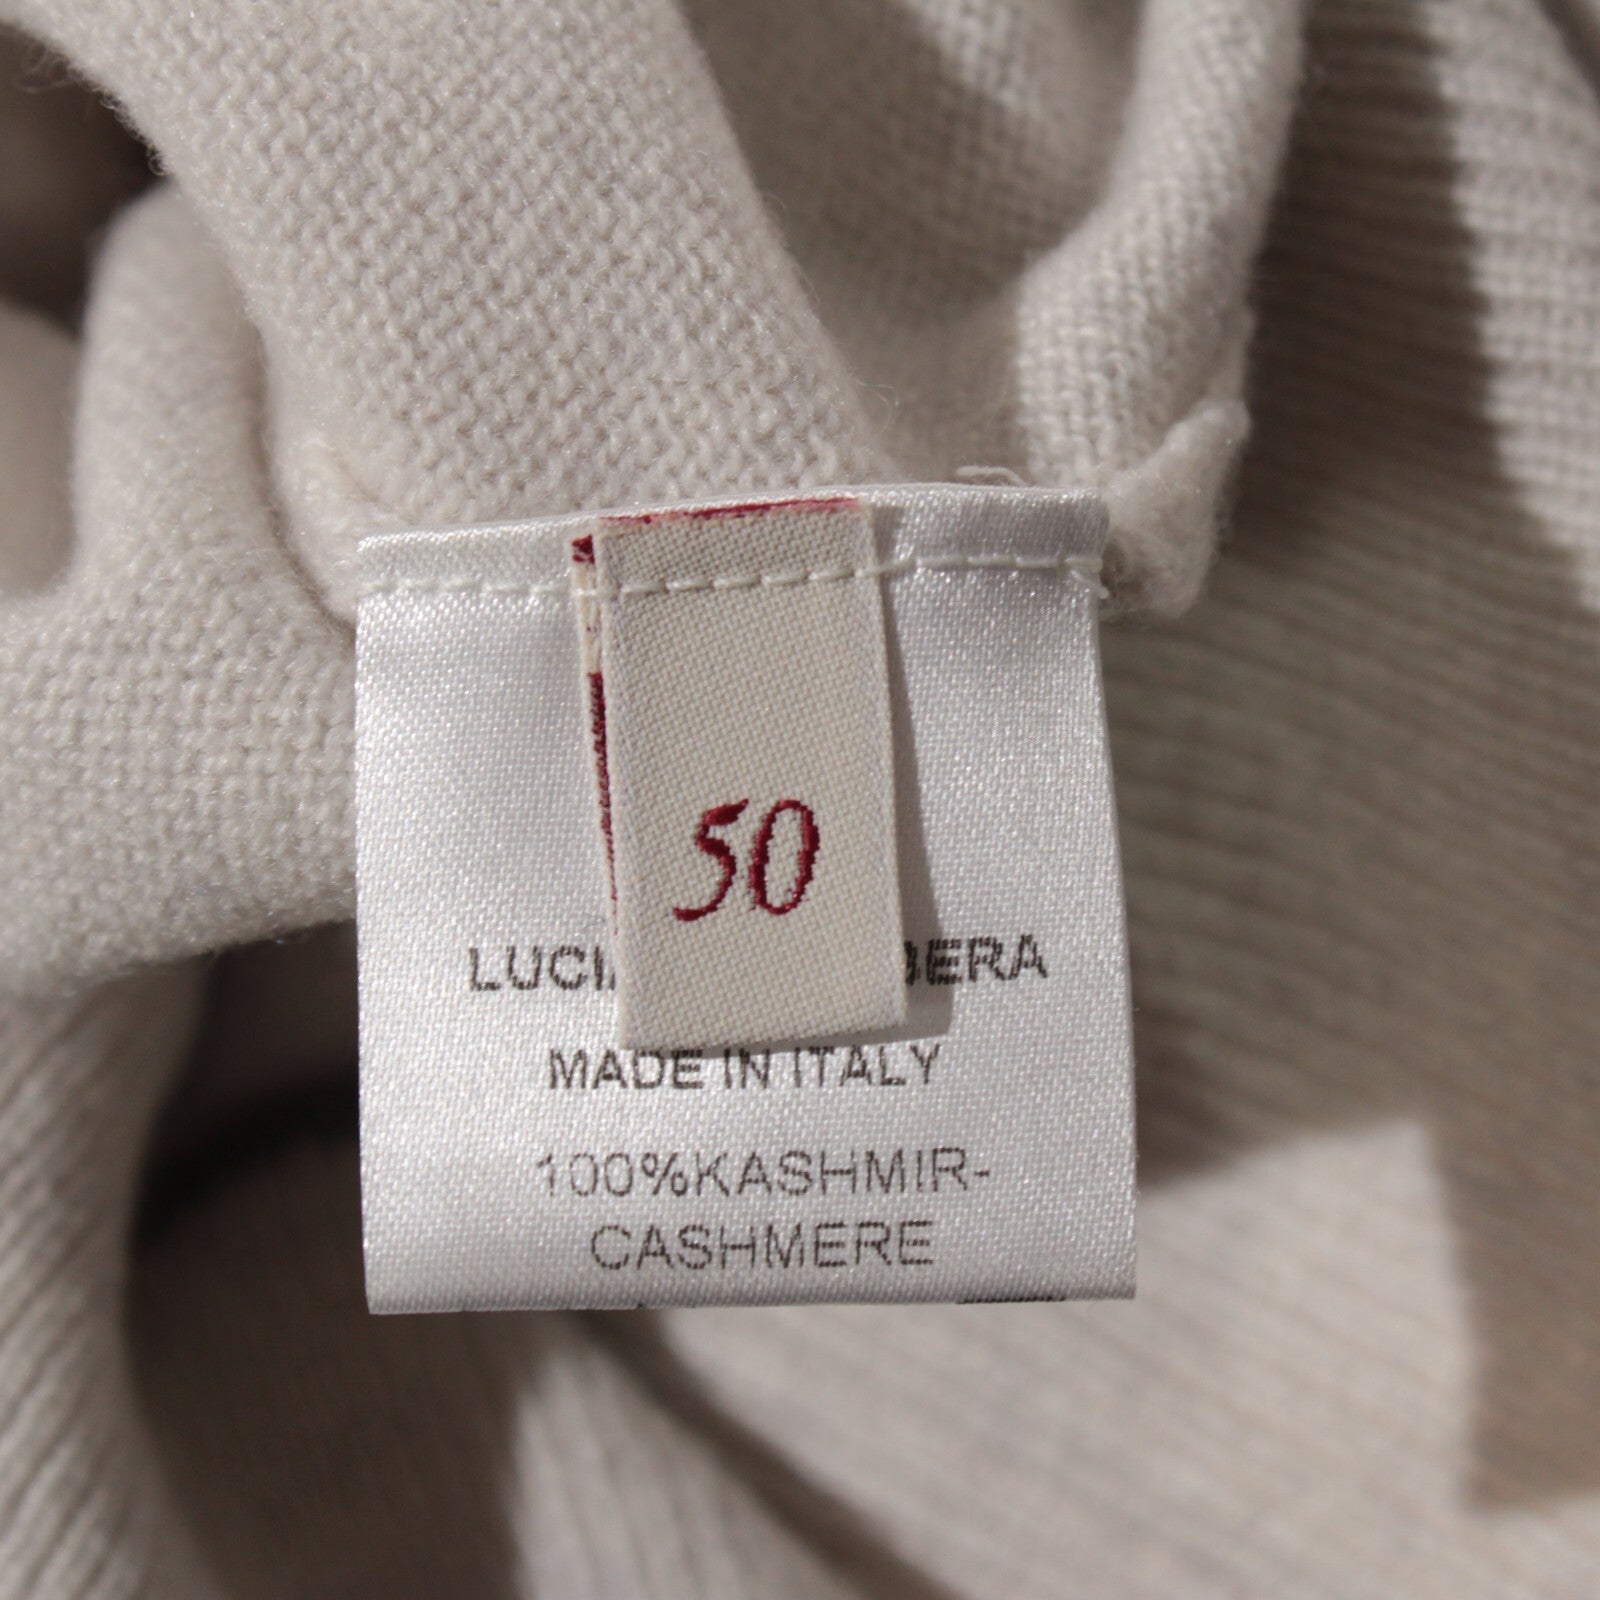 50
MADE IN ITALY
100%KASHMIR-
CASHMERE